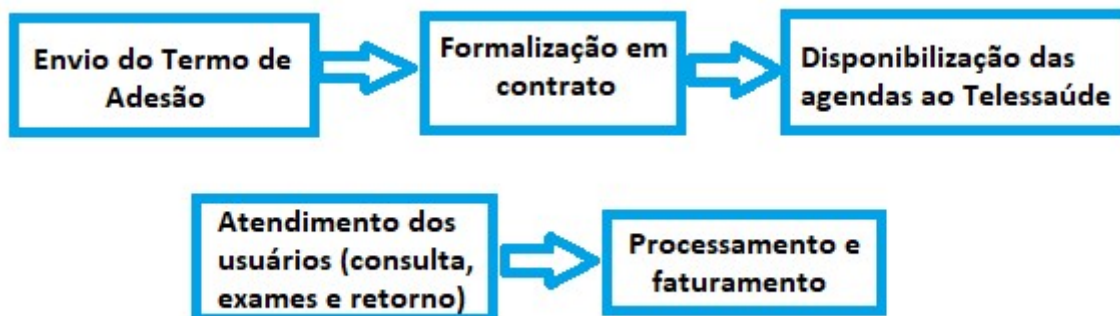 Envio do Termo de
Adesão
Formalização em
contrato
Disponibilização das
agendas ao Telessaúde
Atendimento dos
usuários (consulta,
exames e retorno)
Processamento e
faturamento